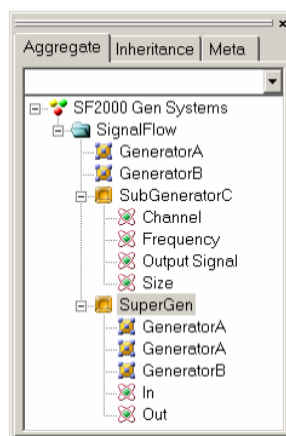 Aggregate Inheritance Meta
SF2000 Gen Systems
SignalFlow
GeneratorA
GeneratorB
SubGeneratorC
Channel
Frequency
Output Signal
Size
SuperGen
GeneratorA
GeneratorA
GeneratorB
In
Out